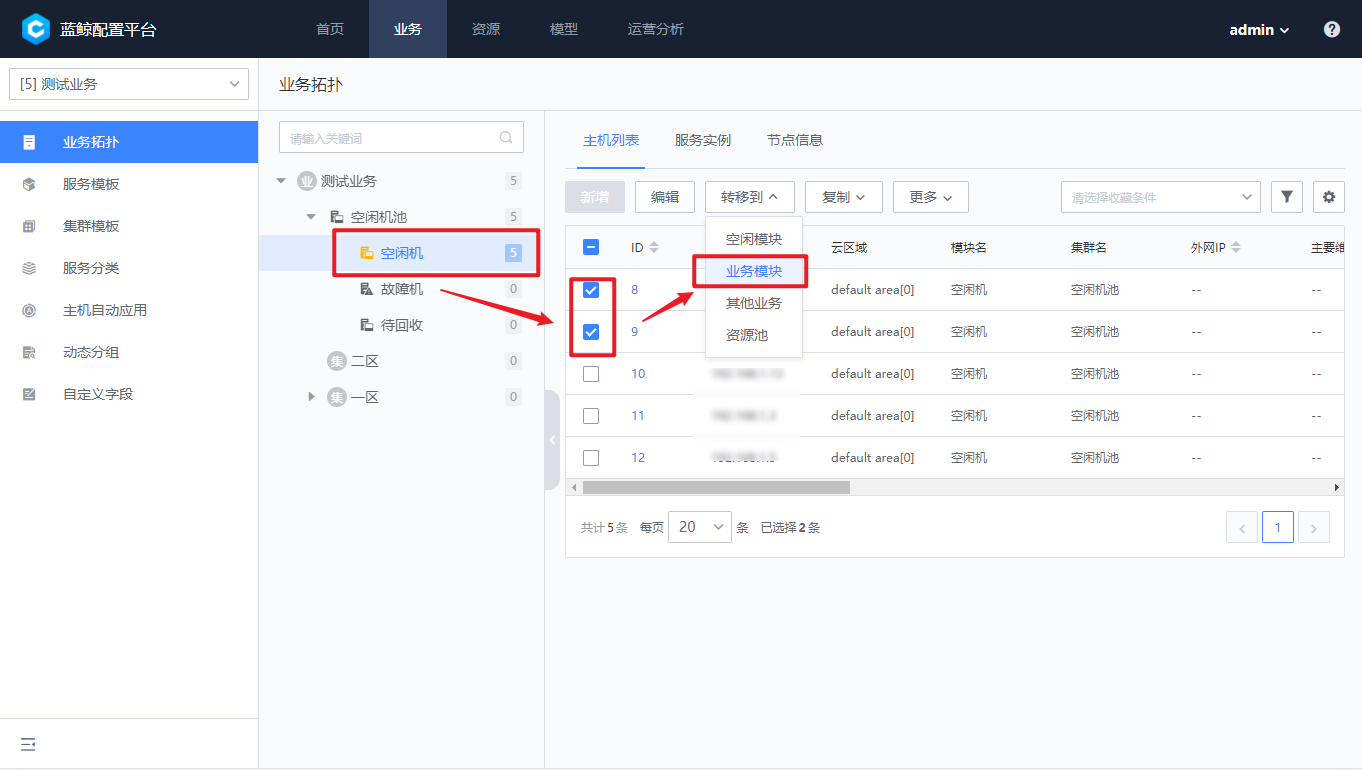 蓝鲸配置平台 首页 业务 资源 模型 运营分析 admin
[5] 测试业务
业务拓扑
业务拓扑
服务模板
集群模板
服务分类
主机自动应用
动态分组
自定义字段
请输入关键词
业 测试业务 5
空闲机池 5
空闲机 5
故障机 0
待回收 0
集 二区 0
集 一区 0
主机列表 服务实例 节点信息
新增 编辑 转移到 复制 更多 请选择收藏条件
空闲模块
业务模块
其他业务
资源池
ID 云区域 模块名 集群名 外网IP 主要维
8 default area[0] 空闲机 空闲机池 -- --
9 default area[0] 空闲机 空闲机池 -- --
10 default area[0] 空闲机 空闲机池 -- --
11 default area[0] 空闲机 空闲机池 -- --
12 default area[0] 空闲机 空闲机池 -- --
共计 5 条 每页 20 条 已选择 2 条 1